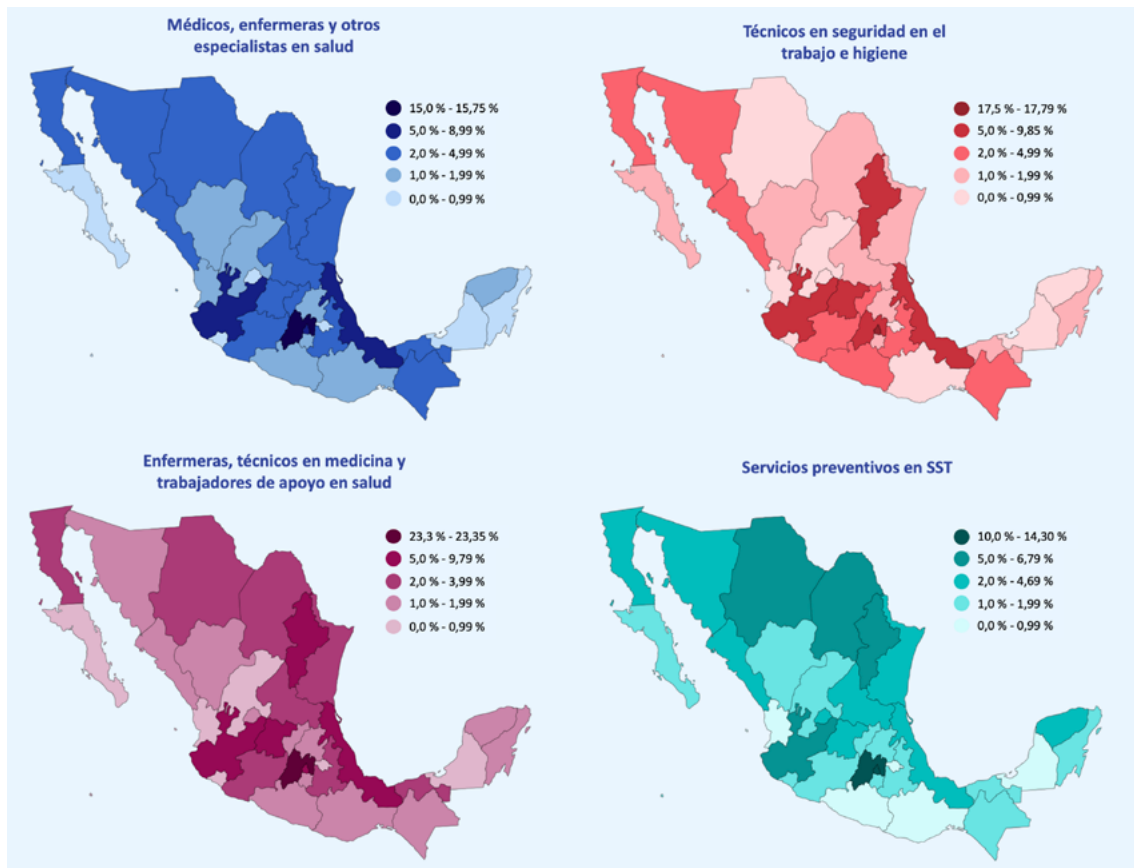 Médicos, enfermeras y otros
especialistas en salud
15,0 % - 15,75 %
5,0 % - 8,99 %
2,0 % - 4,99 %
1,0 % - 1,99 %
0,0 % - 0,99 %
Técnicos en seguridad en el
trabajo e higiene
17,5 % - 17,79 %
5,0 % - 9,85 %
2,0 % - 4,99 %
1,0 % - 1,99 %
0,0 % - 0,99 %
Enfermeras, técnicos en medicina y
trabajadores de apoyo en salud
23,3 % - 23,35 %
5,0 % - 9,79 %
2,0 % - 3,99 %
1,0 % - 1,99 %
0,0 % - 0,99 %
Servicios preventivos en SST
10,0 % - 14,30 %
5,0 % - 6,79 %
2,0 % - 4,69 %
1,0 % - 1,99 %
0,0 % - 0,99 %